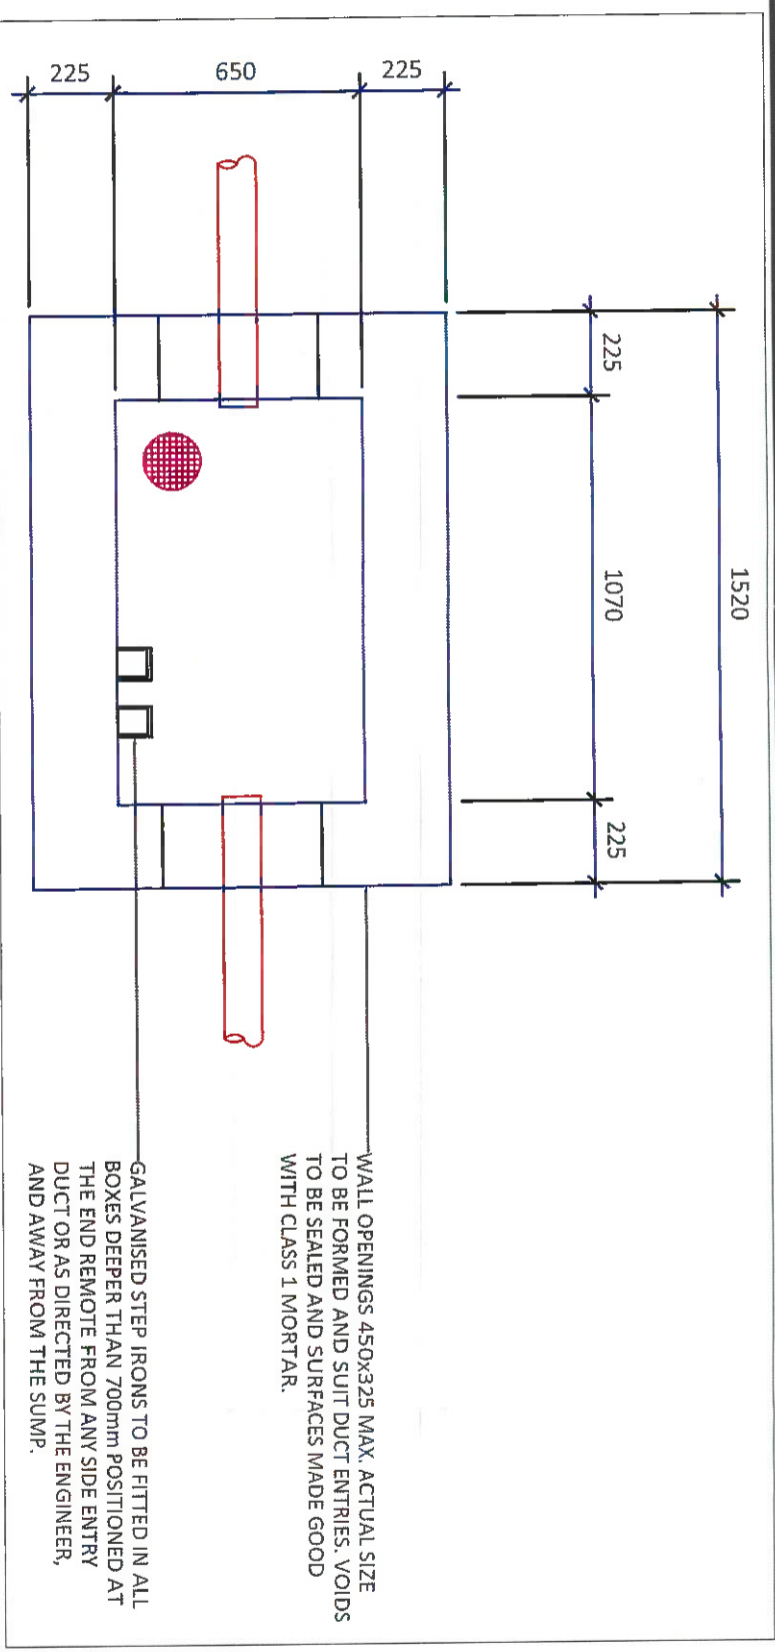 1520
225
1070
225
225
650
225
WALL OPENINGS 450x325 MAX. ACTUAL SIZE
TO BE FORMED AND SUIT DUCT ENTRIES. VOIDS
TO BE SEALED AND SURFACES MADE GOOD
WITH CLASS 1 MORTAR.
GALVANISED STEP IRONS TO BE FITTED IN ALL
BOXES DEEPER THAN 700mm POSITIONED AT
THE END REMOTE FROM ANY SIDE ENTRY
DUCT OR AS DIRECTED BY THE ENGINEER,
AND AWAY FROM THE SUMP.